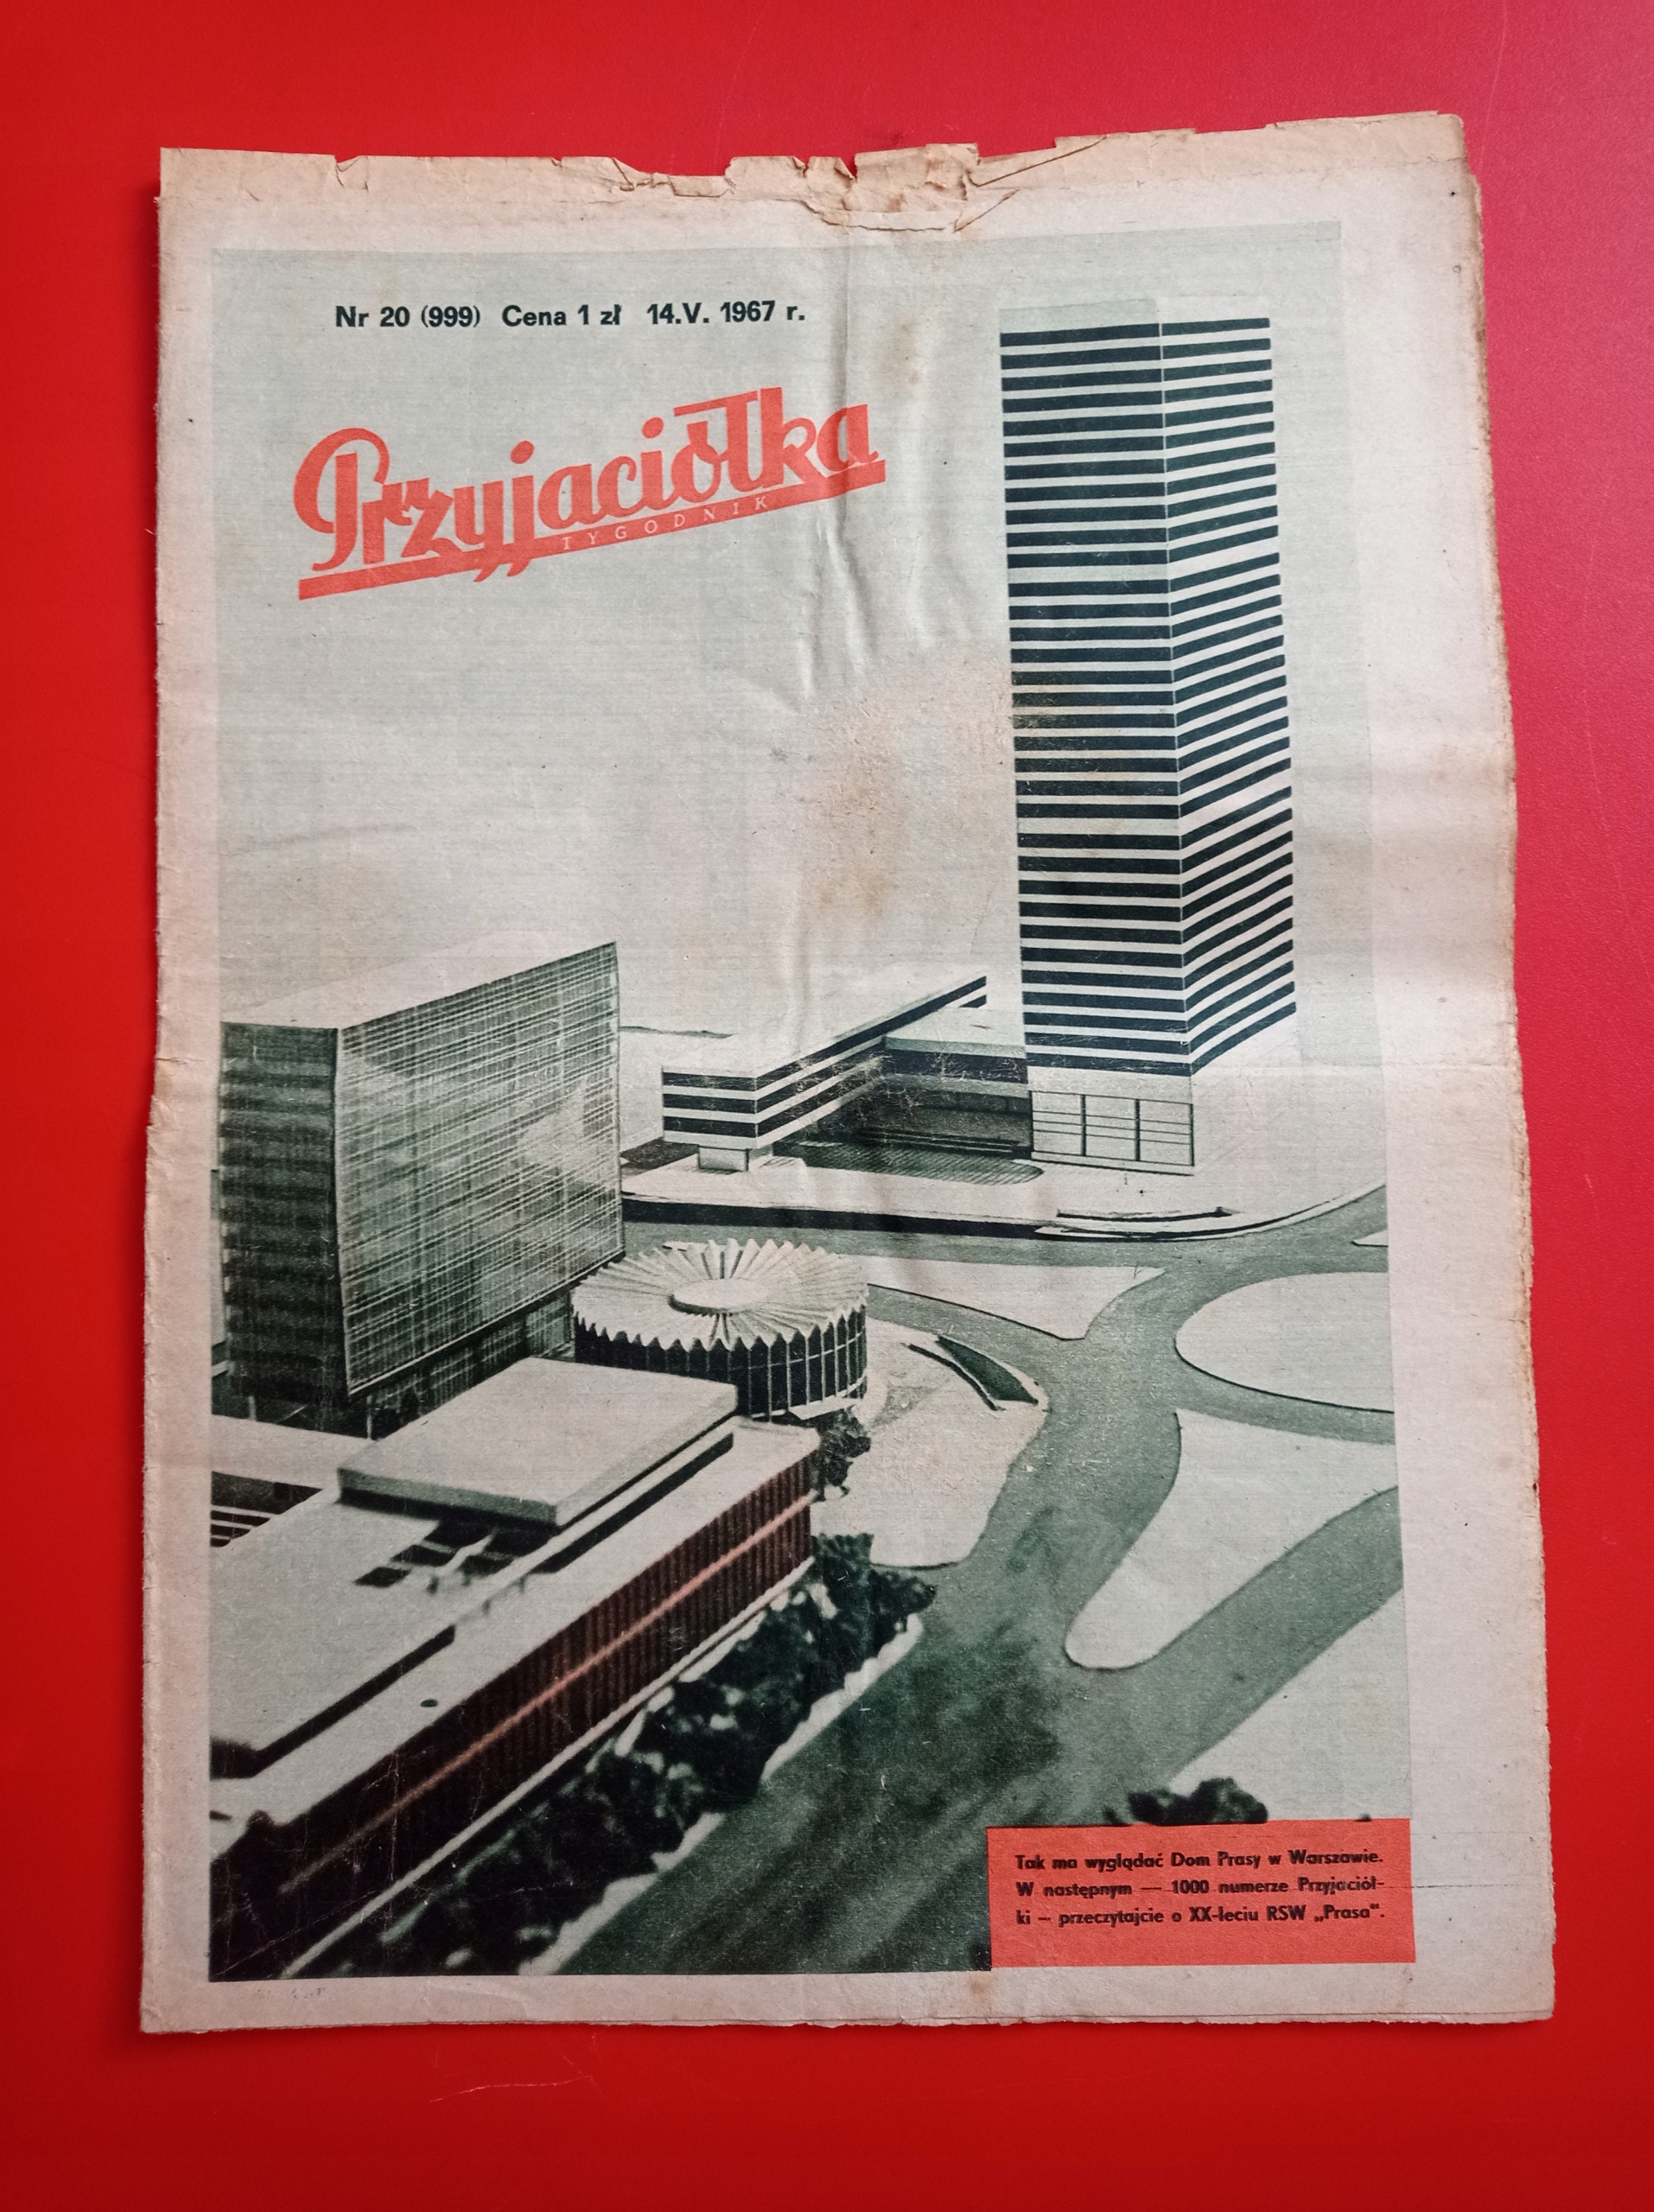 Nr 20 (999) Cena 1 zł 14.V. 1967 r.
Przyjaciółka
TYGODNIK
Tak ma wyglądać Dom Prasy w Warszawie.
W następnym — 1000 numerze Przyjaciół-
ki — przeczytajcie o XX-leciu RSW „Prasa".